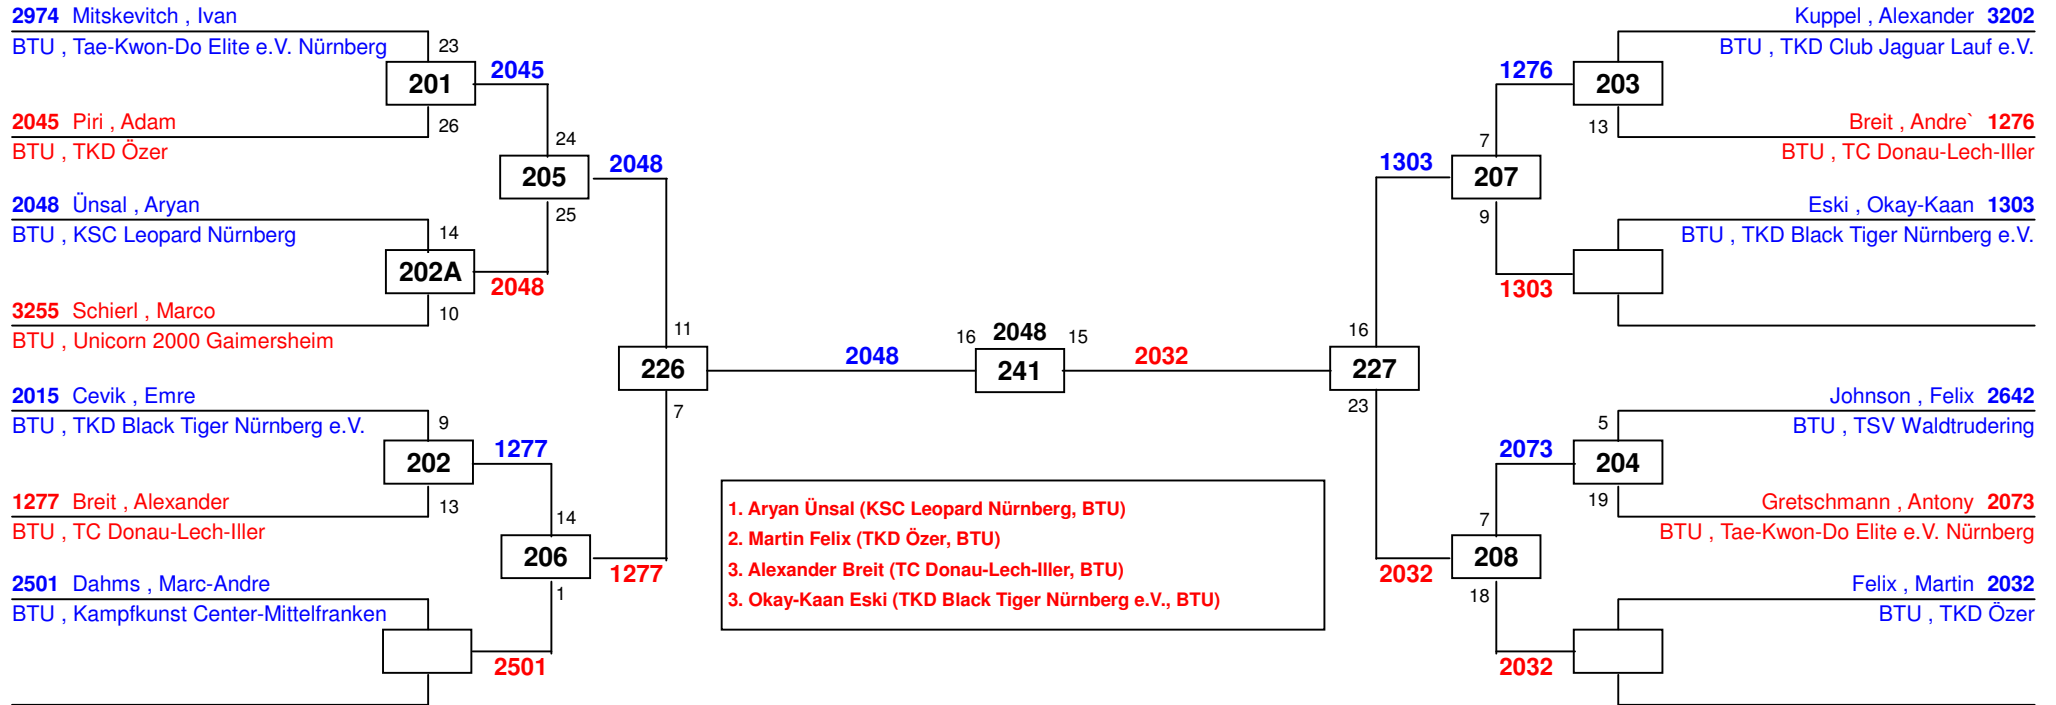 2974 Mitskevitch , Ivan
BTU , Tae-Kwon-Do Elite e.V. Nürnberg
23
201
2045
26
2045 Piri , Adam
BTU , TKD Özer
24
205
2048
25
2048 Ünsal , Aryan
BTU , KSC Leopard Nürnberg
14
202A
2048
10
3255 Schierl , Marco
BTU , Unicorn 2000 Gaimersheim
11
226
2048
7
2015 Cevik , Emre
BTU , TKD Black Tiger Nürnberg e.V.
9
202
1277
13
1277 Breit , Alexander
BTU , TC Donau-Lech-Iller
14
206
1277
1
2501 Dahms , Marc-Andre
BTU , Kampfkunst Center-Mittelfranken
2501
16 2048 15
241
2032
1. Aryan Ünsal (KSC Leopard Nürnberg, BTU)
2. Martin Felix (TKD Özer, BTU)
3. Alexander Breit (TC Donau-Lech-Iller, BTU)
3. Okay-Kaan Eski (TKD Black Tiger Nürnberg e.V., BTU)
Kuppel , Alexander 3202
BTU , TKD Club Jaguar Lauf e.V.
1276
203
13
Breit , Andre` 1276
BTU , TC Donau-Lech-Iller
7
1303
207
9
Eski , Okay-Kaan 1303
BTU , TKD Black Tiger Nürnberg e.V.
1303
16
227
23
Johnson , Felix 2642
BTU , TSV Waldtrudering
5
2073
204
19
Gretschmann , Antony 2073
BTU , Tae-Kwon-Do Elite e.V. Nürnberg
7
208
2032
18
Felix , Martin 2032
BTU , TKD Özer
2032